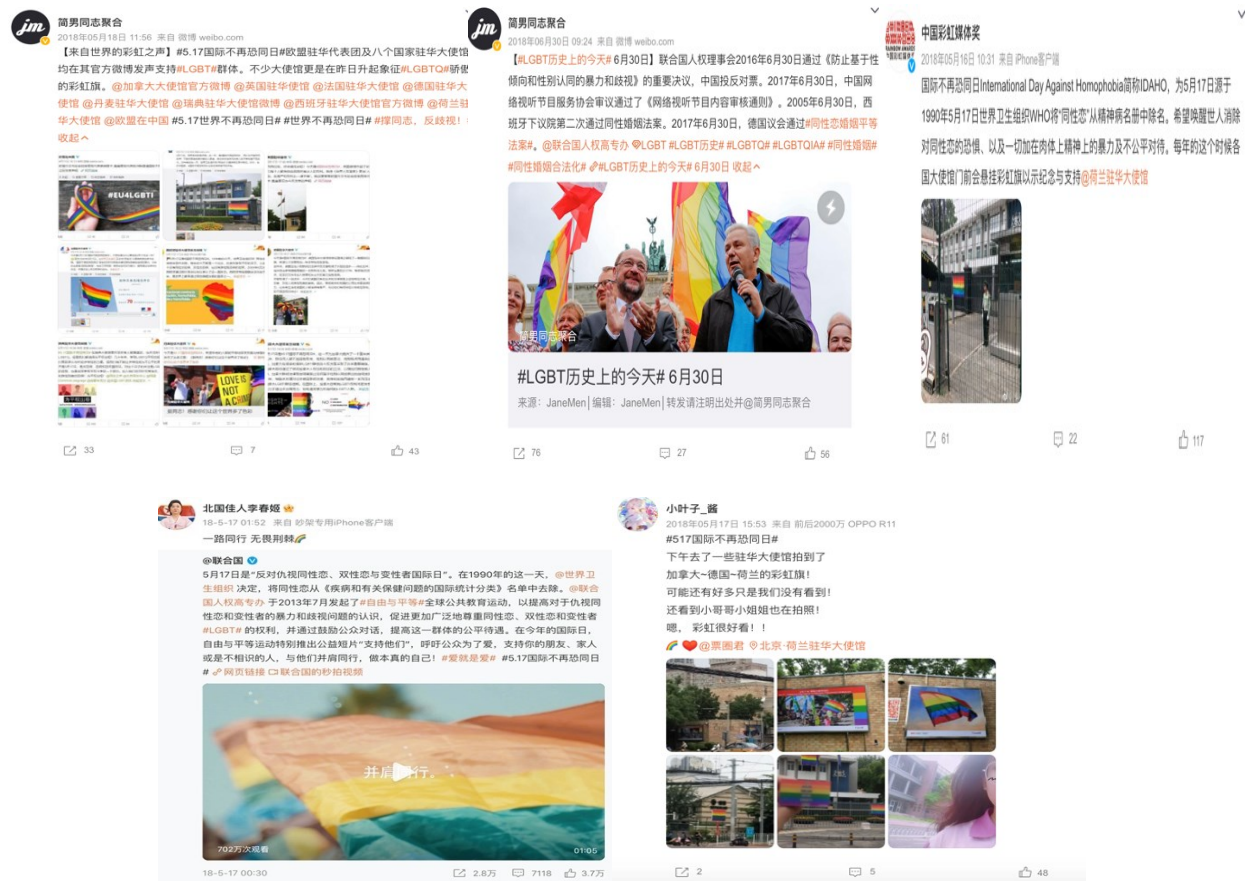 简男同志聚合
2018年05月18日 11:56 来自 微博 weibo.com
【来自世界的彩虹之声】#5.17国际不再恐同日#欧盟驻华代表团及八个国家驻华大使馆
均在其官方微博发声支持#LGBT#群体。不少大使馆更是在昨日升起象征#LGBTQ#骄傲
的彩虹旗。@加拿大大使馆官方微博 @英国驻华使馆 @法国驻华大使馆 @德国驻华大
使馆 @丹麦驻华大使馆 @瑞典驻华大使馆微博 @西班牙驻华大使馆官方微博 @荷兰驻
华大使馆 @欧盟在中国 #5.17世界不再恐同日# #世界不再恐同日# #撑同志，反歧视！
收起
#EU4LGBTI
LOVE IS
NOT
A CRIME
33 7 43
简男同志聚合
2018年06月30日 09:24 来自 微博 weibo.com
【#LGBT历史上的今天# 6月30日】联合国人权理事会2016年6月30日通过《防止基于性
倾向和性别认同的暴力和歧视》的重要决议，中国投反对票。2017年6月30日，中国网
络视听节目服务协会审议通过了《网络视听节目内容审核通则》。2005年6月30日，西
班牙下议院第二次通过同性婚姻法案。2017年6月30日，德国议会通过#同性恋婚姻平等
法案#。@联合国人权高专办 #LGBT #LGBT历史# #LGBTQ# #LGBTQIA# #同性婚姻#
#同性婚姻合法化# #LGBT历史上的今天# 6月30日 收起
简男同志聚合
#LGBT历史上的今天# 6月30日
来源：JaneMen|编辑：JaneMen|转发请注明出处并@简男同志聚合
76 27 56
中国彩虹媒体奖
2018年05月16日 10:31 来自 iPhone客户端
国际不再恐同日International Day Against Homophobia简称IDAHO，为5月17日源于
1990年5月17日世界卫生组织WHO将“同性恋”从精神病名册中除名。希望唤醒世人消除
对同性恋的恐惧、以及一切加在肉体上精神上的暴力及不公平对待。每年的这个时候各
国大使馆门前会悬挂彩虹旗以示纪念与支持@荷兰驻华大使馆
61 22 117
北国佳人李春姬
18-5-17 01:52 来自 吵架专用iPhone客户端
一路同行 无畏荆棘
@联合国
5月17日是“反对仇视同性恋、双性恋与变性者国际日”。在1990年的这一天，@世界卫
生组织 决定，将同性恋从《疾病和有关保健问题的国际统计分类》名单中去除。@联合
国人权高专办 于2013年7月发起了#自由与平等#全球公共教育运动，以提高对于仇视同
性恋和变性者的暴力和歧视问题的认识，促进更加广泛地尊重同性恋、双性恋和变性者
#LGBT# 的权利，并通过鼓励公众对话，提高这一群体的公平待遇。在今年的国际日，
自由与平等运动特别推出公益短片“支持他们”，呼吁公众为了爱，支持你的朋友、家人
或是不相识的人，与他们并肩同行，做本真的自己！#爱就是爱# #5.17国际不再恐同日
# 网页链接 联合国的秒拍视频
702万次观看 01:05
18-5-17 00:30 2.8万 7118 3.7万
小叶子_酱
2018年05月17日 15:53 来自 前后2000万 OPPO R11
#517国际不再恐同日#
下午去了一些驻华大使馆拍到了
加拿大~德国~荷兰的彩虹旗！
可能还有好多只是我们没有看到！
还看到小哥哥小姐姐也在拍照！
嗯， 彩虹很好看！！
@票圈君 北京·荷兰驻华大使馆
2 5 48